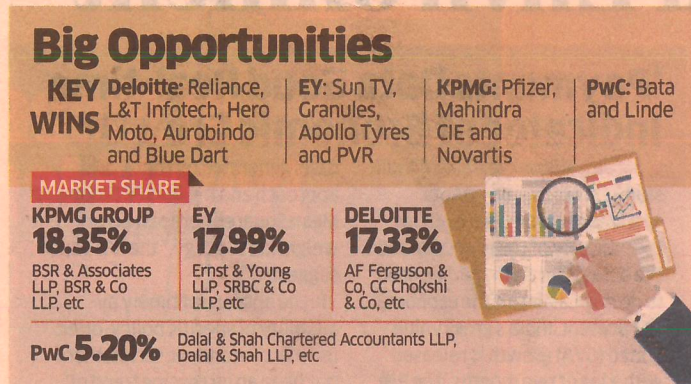 Big Opportunities
KEY
WINS
Deloitte: Reliance,
L&T Infotech, Hero
Moto, Aurobindo
and Blue Dart
EY: Sun TV,
Granules,
Apollo Tyres
and PVR
KPMG: Pfizer,
Mahindra
CIE and
Novartis
PwC: Bata
and Linde
MARKET SHARE
KPMG GROUP
18.35%
BSR & Associates
LLP, BSR & Co
LLP, etc
EY
17.99%
Ernst & Young
LLP, SRBC & Co
LLP, etc
DELOITTE
17.33%
AF Ferguson &
Co, CC Chokshi
& Co, etc
PwC 5.20%
Dalal & Shah Chartered Accountants LLP,
Dalal & Shah LLP, etc